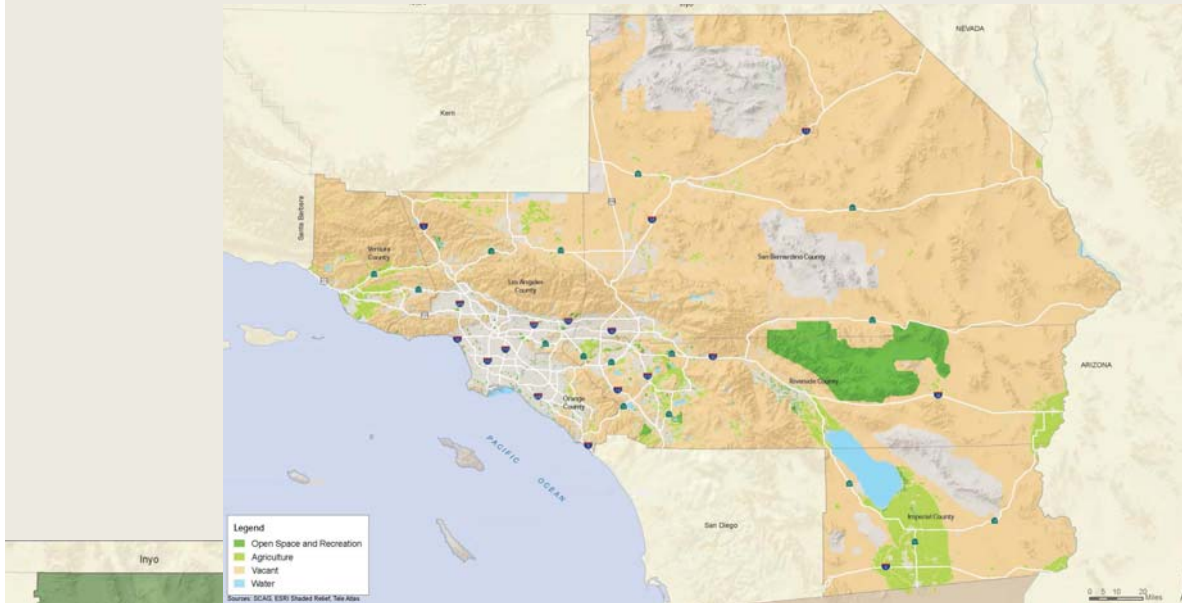 NEVADA
Kern
Santa Barbara
Ventura
County
Los Angeles
County
San Bernardino County
Riverside County
ARIZONA
Orange
County
PACIFIC OCEAN
San Diego
Imperial County
Legend
Open Space and Recreation
Agriculture
Vacant
Water
Sources: SCAG, ESRI Shaded Relief, Tele Atlas
0 5 10 20
Miles
Inyo